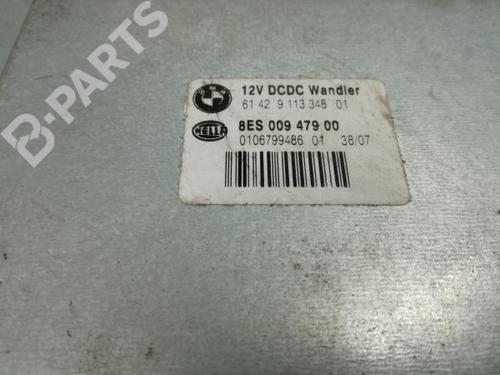 B-PARTS
BMW
12V DCDC Wandler
61 42 9 113 348 01
HELLA
8ES 009 479 00
0106799486 01 38/07